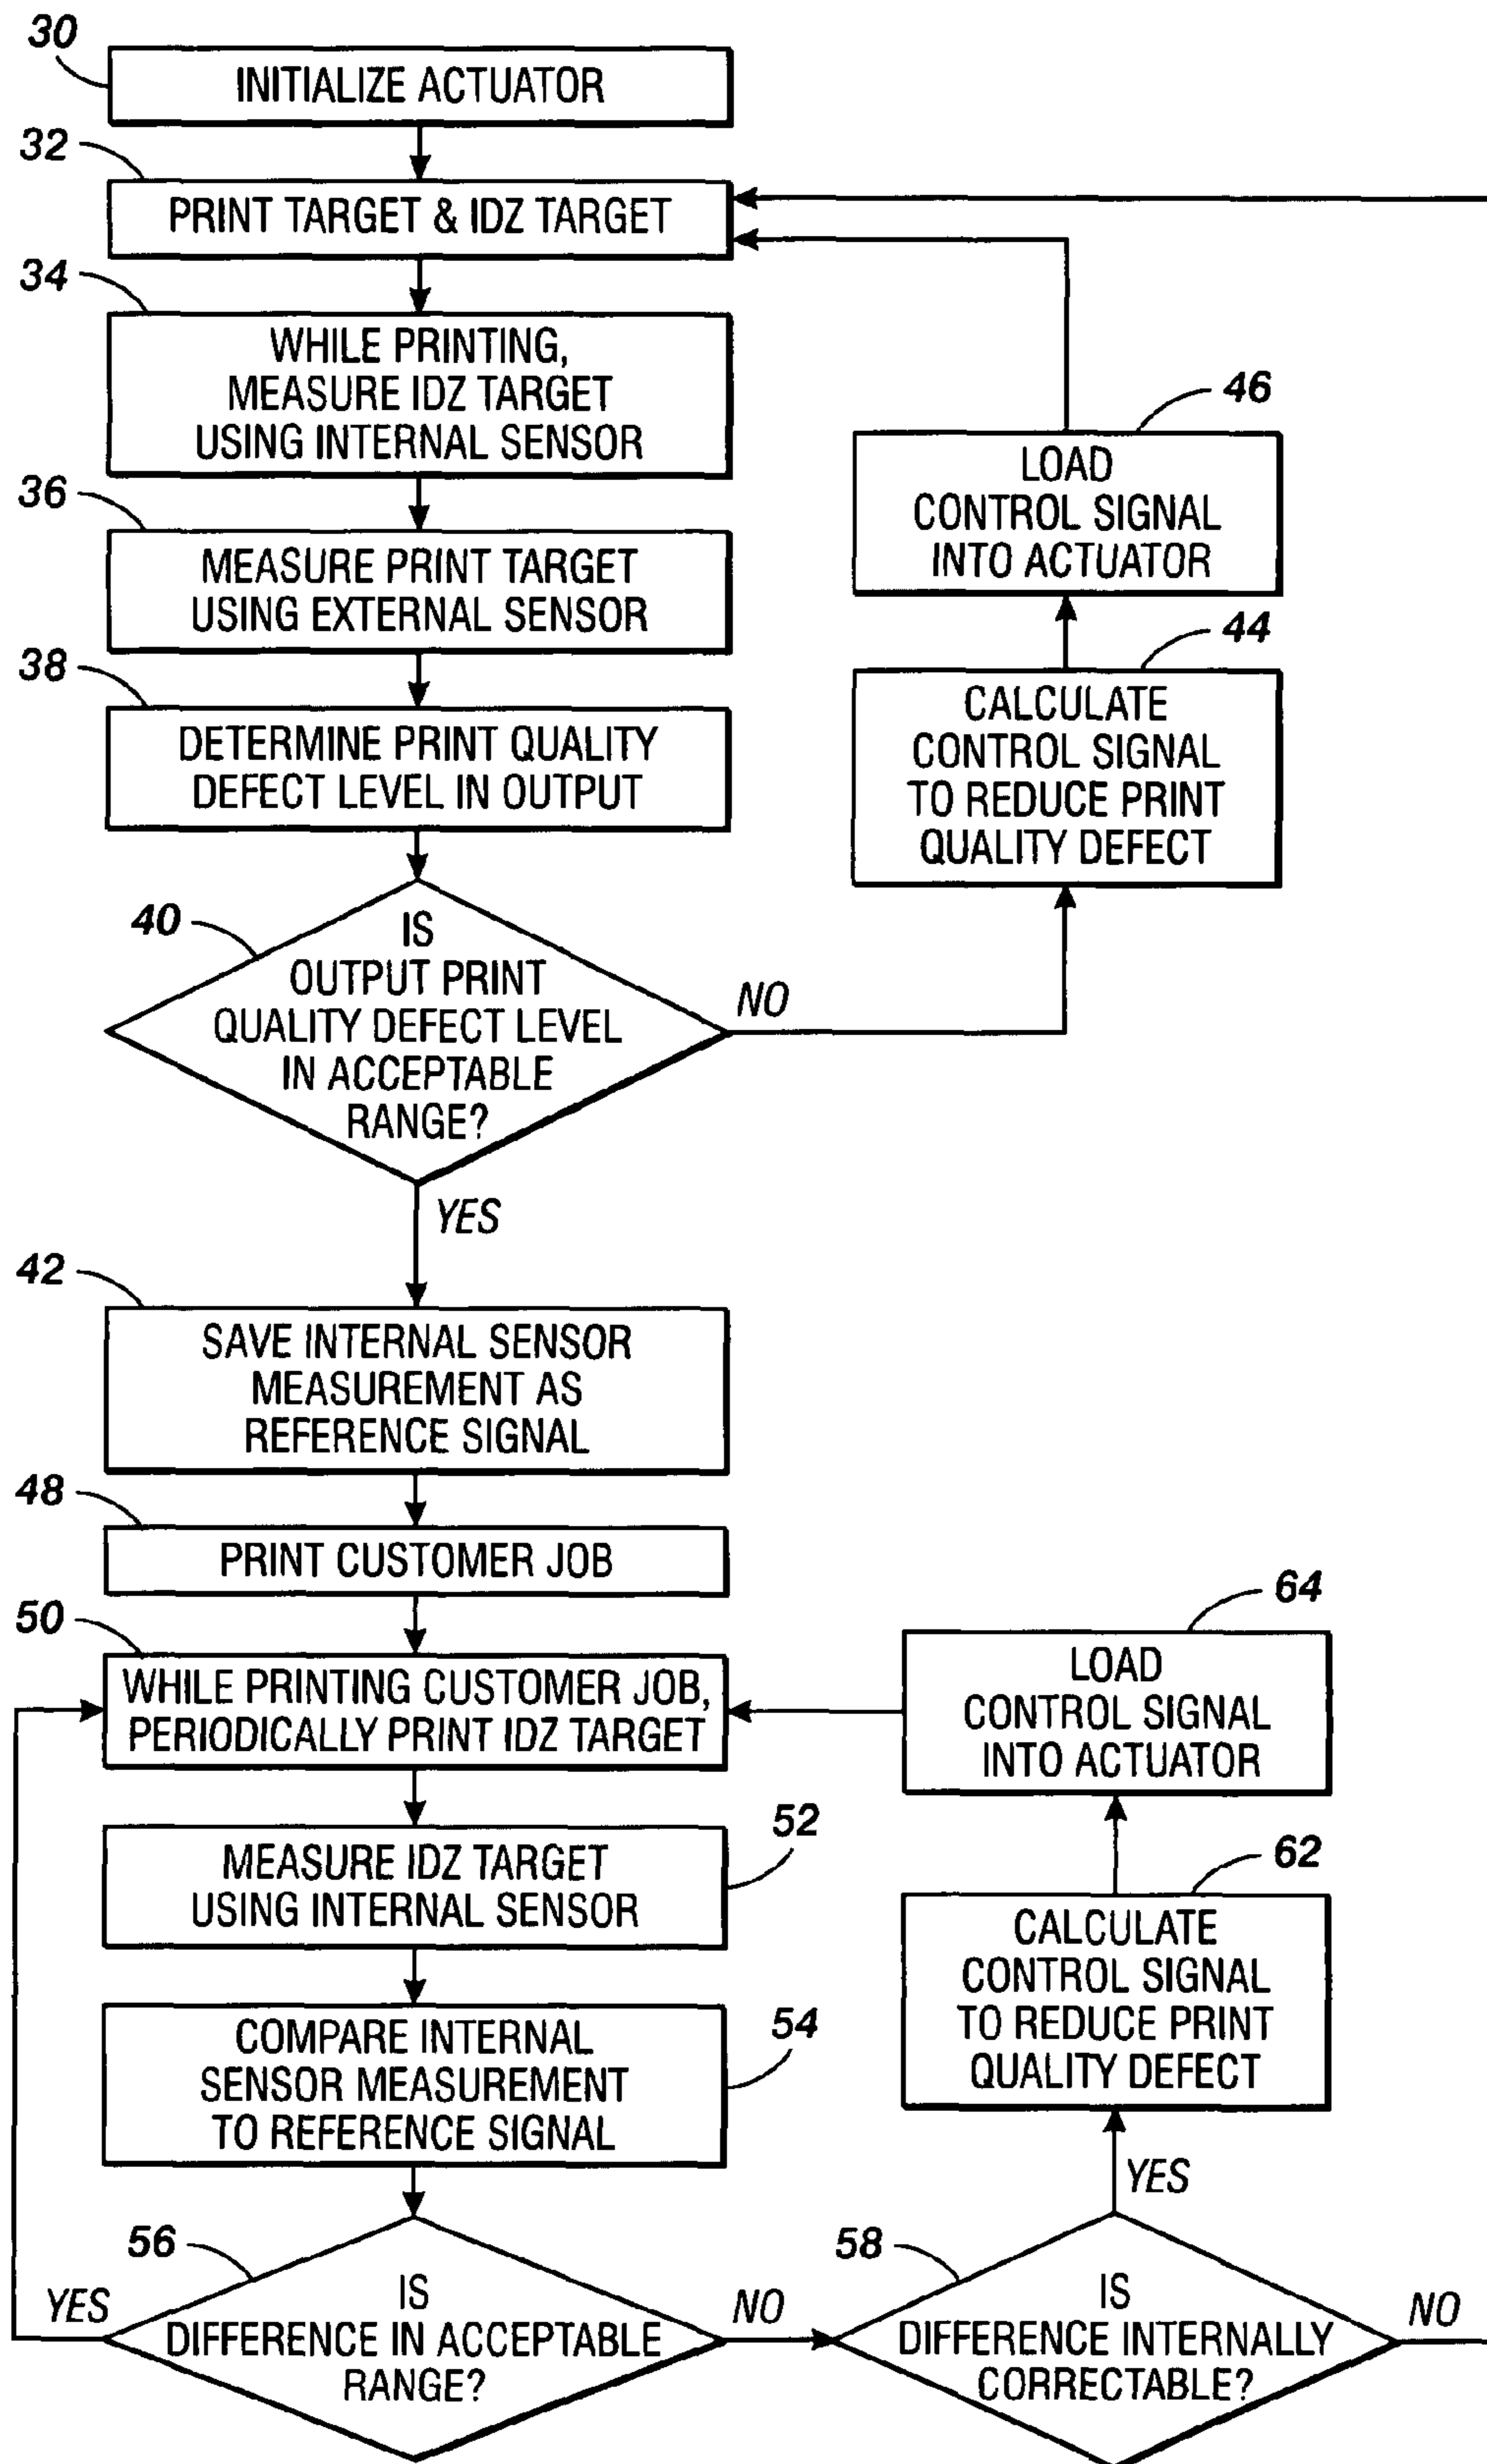 30
INITIALIZE ACTUATOR
32
PRINT TARGET & IDZ TARGET
34
WHILE PRINTING,
MEASURE IDZ TARGET
USING INTERNAL SENSOR
36
MEASURE PRINT TARGET
USING EXTERNAL SENSOR
38
DETERMINE PRINT QUALITY
DEFECT LEVEL IN OUTPUT
40
IS
OUTPUT PRINT
QUALITY DEFECT LEVEL
IN ACCEPTABLE
RANGE?
NO
44
CALCULATE
CONTROL SIGNAL
TO REDUCE PRINT
QUALITY DEFECT
46
LOAD
CONTROL SIGNAL
INTO ACTUATOR
YES
42
SAVE INTERNAL SENSOR
MEASUREMENT AS
REFERENCE SIGNAL
48
PRINT CUSTOMER JOB
50
WHILE PRINTING CUSTOMER JOB,
PERIODICALLY PRINT IDZ TARGET
52
MEASURE IDZ TARGET
USING INTERNAL SENSOR
54
COMPARE INTERNAL
SENSOR MEASUREMENT
TO REFERENCE SIGNAL
56
IS
DIFFERENCE IN ACCEPTABLE
RANGE?
YES
NO
58
IS
DIFFERENCE INTERNALLY
CORRECTABLE?
NO
YES
62
CALCULATE
CONTROL SIGNAL
TO REDUCE PRINT
QUALITY DEFECT
64
LOAD
CONTROL SIGNAL
INTO ACTUATOR